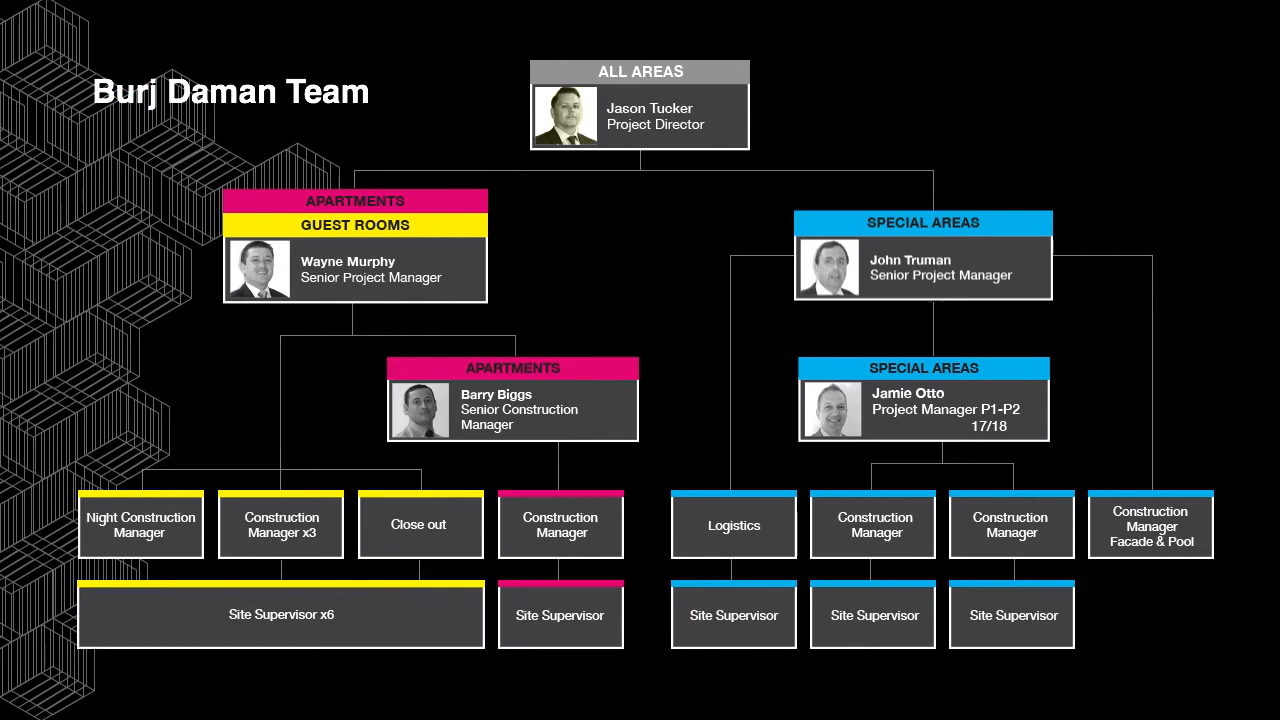 Burj Daman Team
ALL AREAS
Jason Tucker
Project Director
APARTMENTS
GUEST ROOMS
Wayne Murphy
Senior Project Manager
SPECIAL AREAS
John Truman
Senior Project Manager
APARTMENTS
Barry Biggs
Senior Construction
Manager
SPECIAL AREAS
Jamie Otto
Project Manager P1-P2
17/18
Night Construction
Manager
Construction
Manager x3
Close out
Construction
Manager
Logistics
Construction
Manager
Construction
Manager
Construction
Manager
Facade & Pool
Site Supervisor x6
Site Supervisor
Site Supervisor
Site Supervisor
Site Supervisor